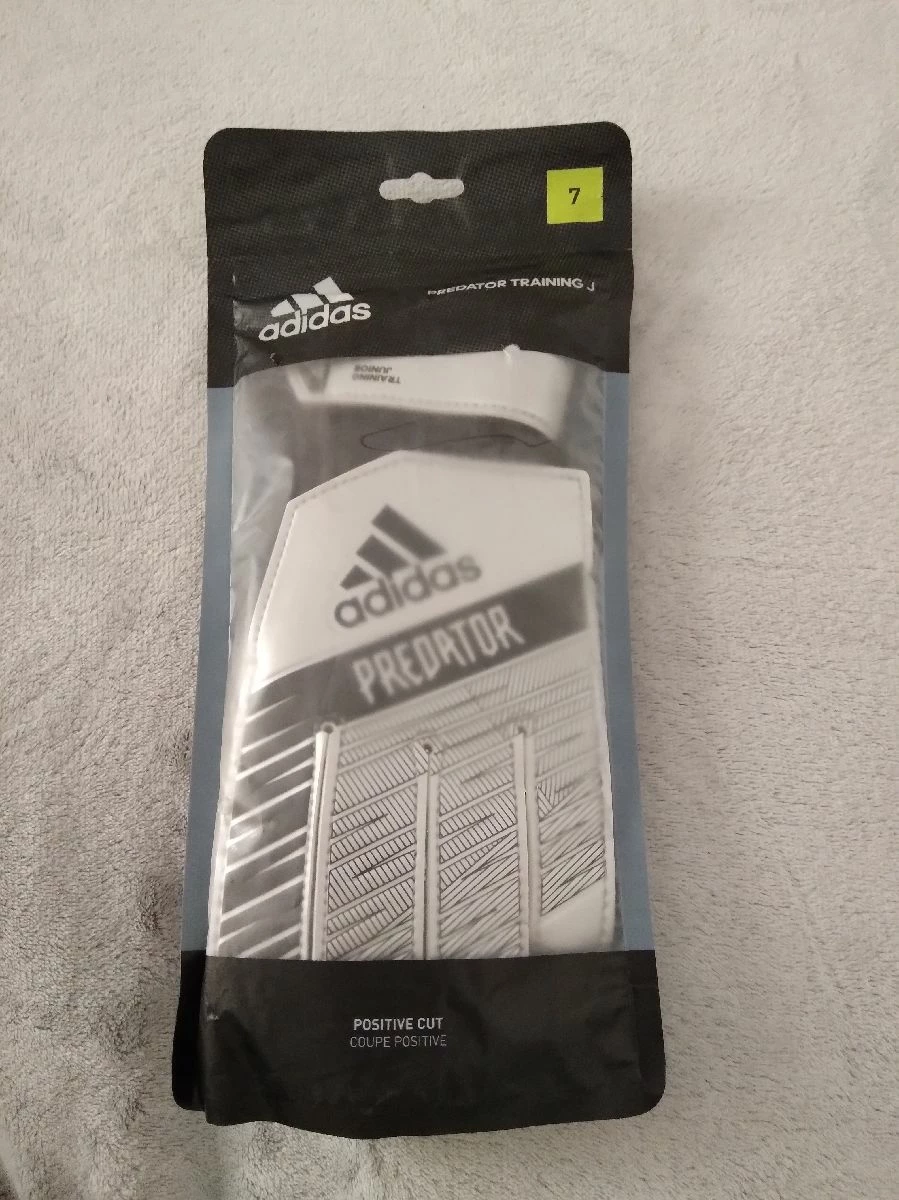 7
adidas
PREDATOR TRAINING J
TRAINING
JUNIOR
adidas
PREDATOR
POSITIVE CUT
COUPE POSITIVE